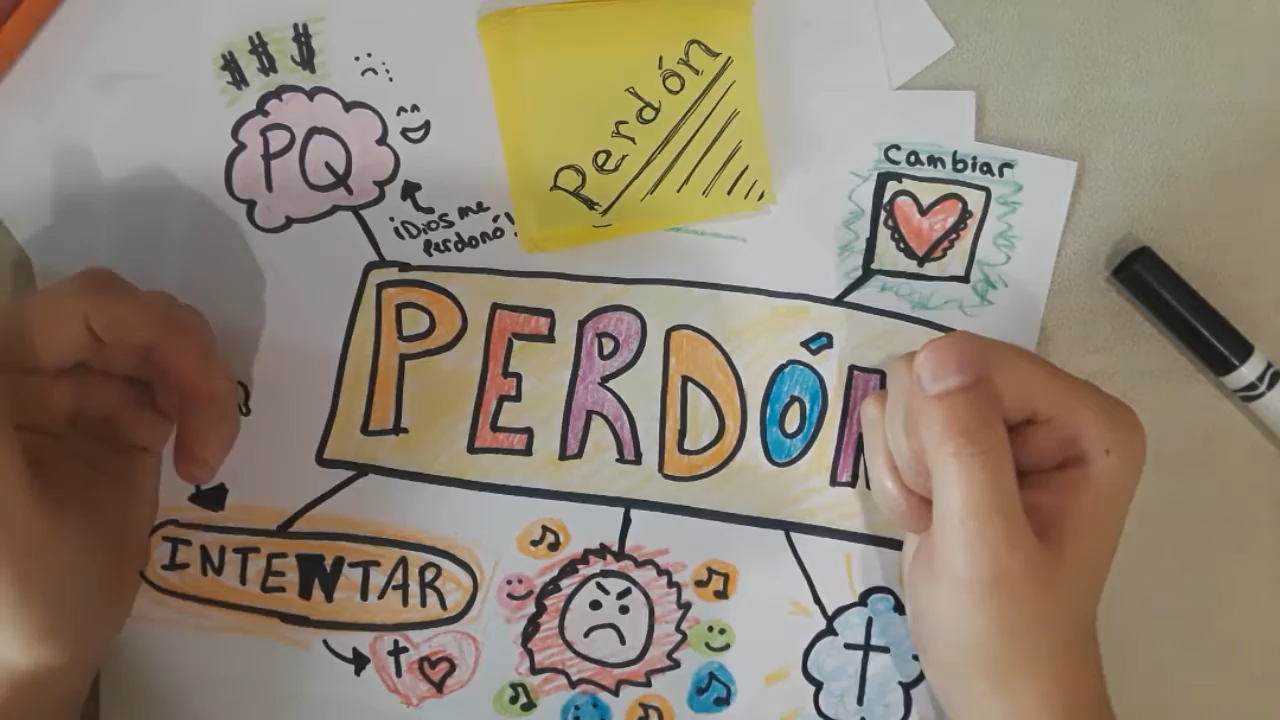 $$$
PQ
¡Dios me
perdonó!
Perdón
Cambiar
PERDÓN
INTENTAR